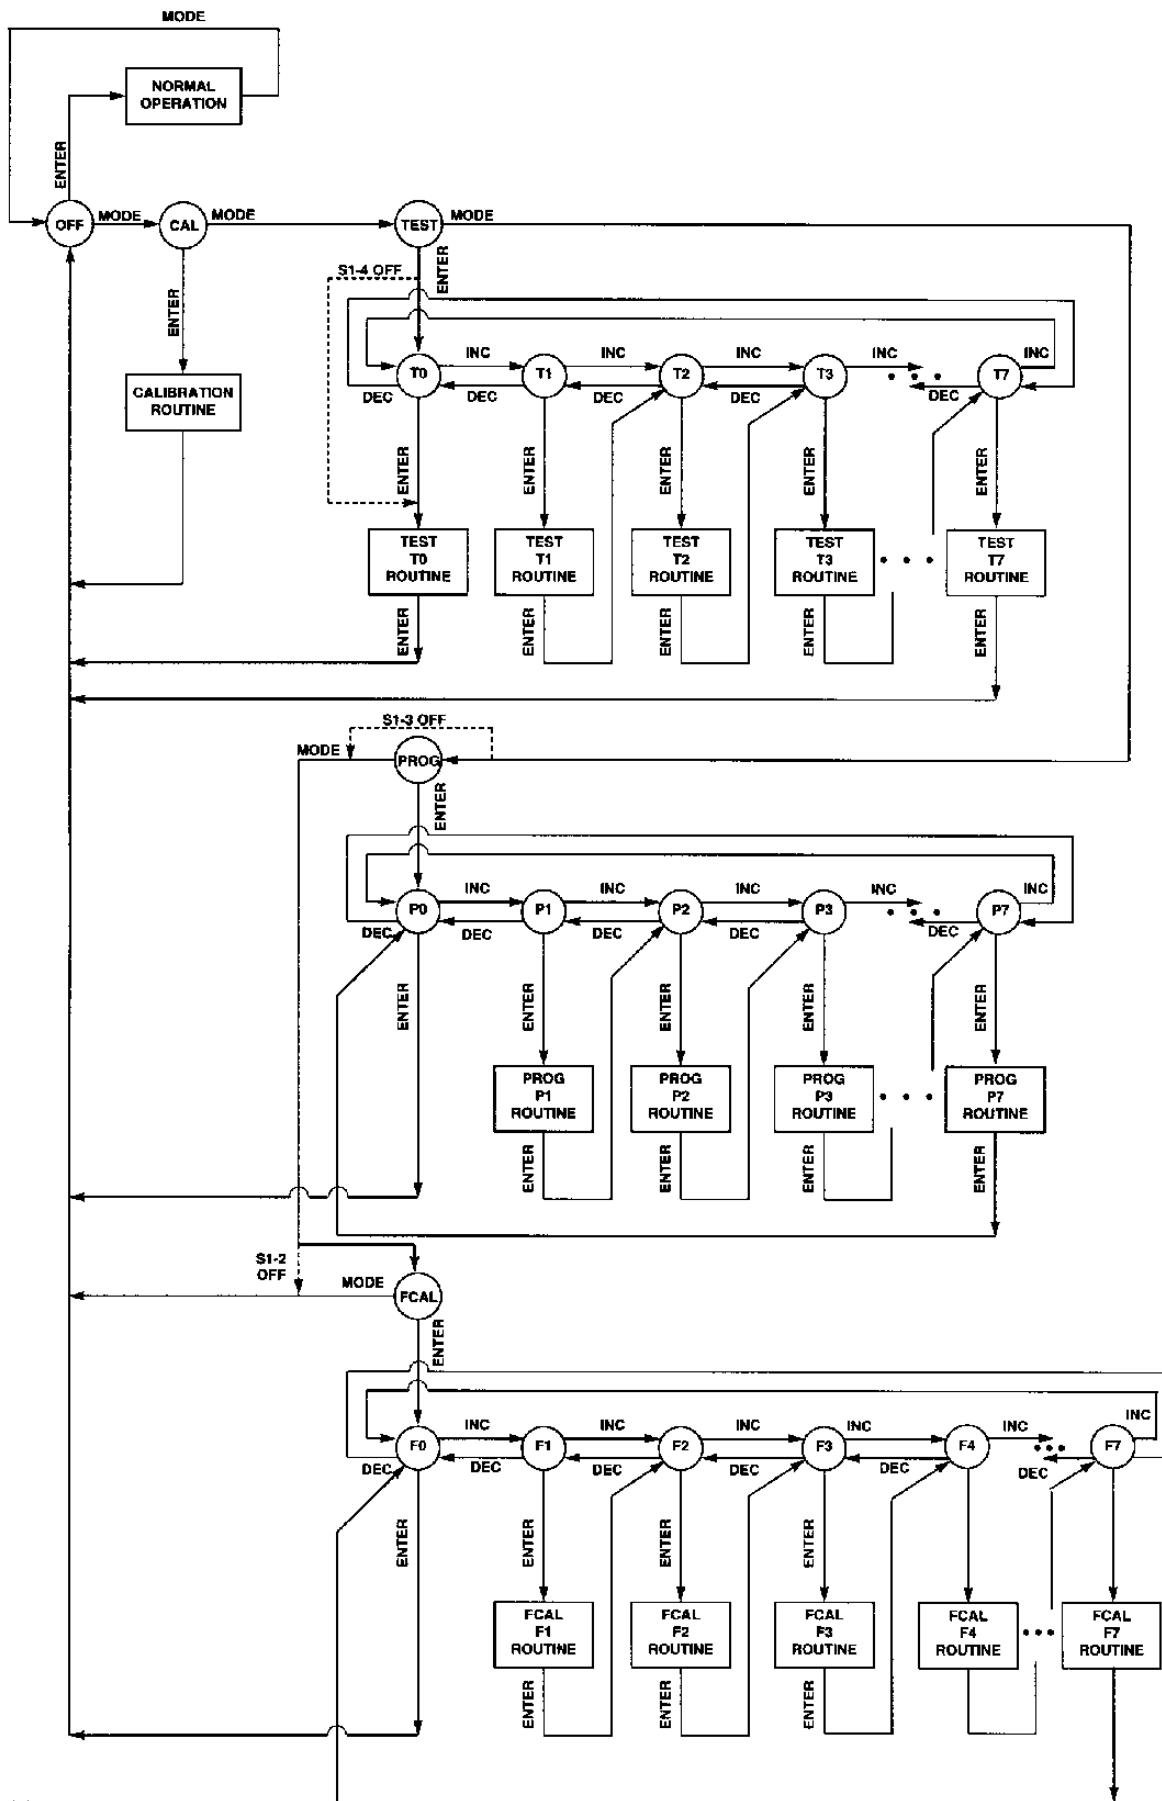 MODE
NORMAL
OPERATION
ENTER
OFF
MODE
CAL
MODE
TEST
MODE
ENTER
ENTER
S1-4 OFF
CALIBRATION
ROUTINE
INC
INC
INC
INC
INC
T0
T1
T2
T3
• • •
T7
DEC
DEC
DEC
DEC
DEC
ENTER
ENTER
ENTER
ENTER
ENTER
TEST
T0
ROUTINE
TEST
T1
ROUTINE
TEST
T2
ROUTINE
TEST
T3
ROUTINE
• • •
TEST
T7
ROUTINE
ENTER
ENTER
ENTER
ENTER
ENTER
S1-3 OFF
MODE
PROG
ENTER
INC
INC
INC
INC
INC
P0
P1
P2
P3
• • •
P7
DEC
DEC
DEC
DEC
DEC
ENTER
ENTER
ENTER
ENTER
ENTER
PROG
P1
ROUTINE
PROG
P2
ROUTINE
PROG
P3
ROUTINE
• • •
PROG
P7
ROUTINE
ENTER
ENTER
ENTER
ENTER
S1-2
OFF
MODE
FCAL
ENTER
INC
INC
INC
INC
INC
INC
F0
F1
F2
F3
F4
•••
F7
DEC
DEC
DEC
DEC
DEC
DEC
ENTER
ENTER
ENTER
ENTER
FCAL
F1
ROUTINE
FCAL
F2
ROUTINE
FCAL
F3
ROUTINE
FCAL
F4
ROUTINE
•••
FCAL
F7
ROUTINE
ENTER
ENTER
ENTER